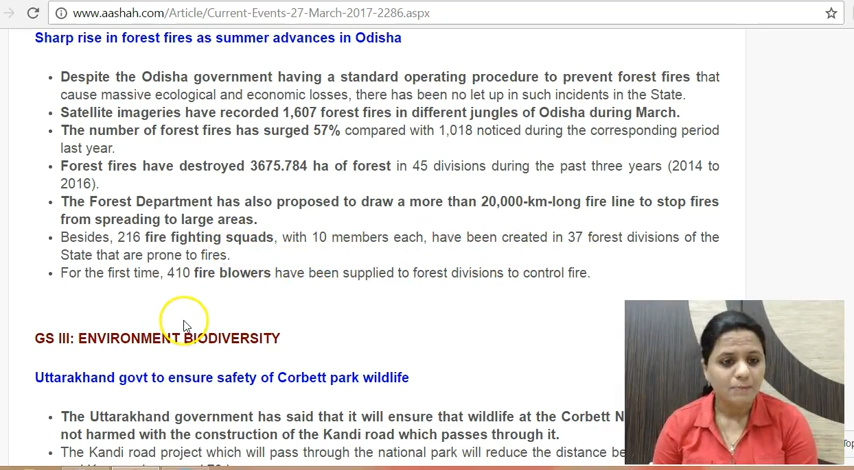 www.aashah.com/Article/Current-Events-27-March-2017-2286.aspx
Sharp rise in forest fires as summer advances in Odisha
• Despite the Odisha government having a standard operating procedure to prevent forest fires that
cause massive ecological and economic losses, there has been no let up in such incidents in the State.
• Satellite imageries have recorded 1,607 forest fires in different jungles of Odisha during March.
• The number of forest fires has surged 57% compared with 1,018 noticed during the corresponding period
last year.
• Forest fires have destroyed 3675.784 ha of forest in 45 divisions during the past three years (2014 to
2016).
• The Forest Department has also proposed to draw a more than 20,000-km-long fire line to stop fires
from spreading to large areas.
• Besides, 216 fire fighting squads, with 10 members each, have been created in 37 forest divisions of the
State that are prone to fires.
• For the first time, 410 fire blowers have been supplied to forest divisions to control fire.
GS III: ENVIRONMENT BIODIVERSITY
Uttarakhand govt to ensure safety of Corbett park wildlife
• The Uttarakhand government has said that it will ensure that wildlife at the Corbett N
not harmed with the construction of the Kandi road which passes through it.
• The Kandi road project which will pass through the national park will reduce the distance be
Top